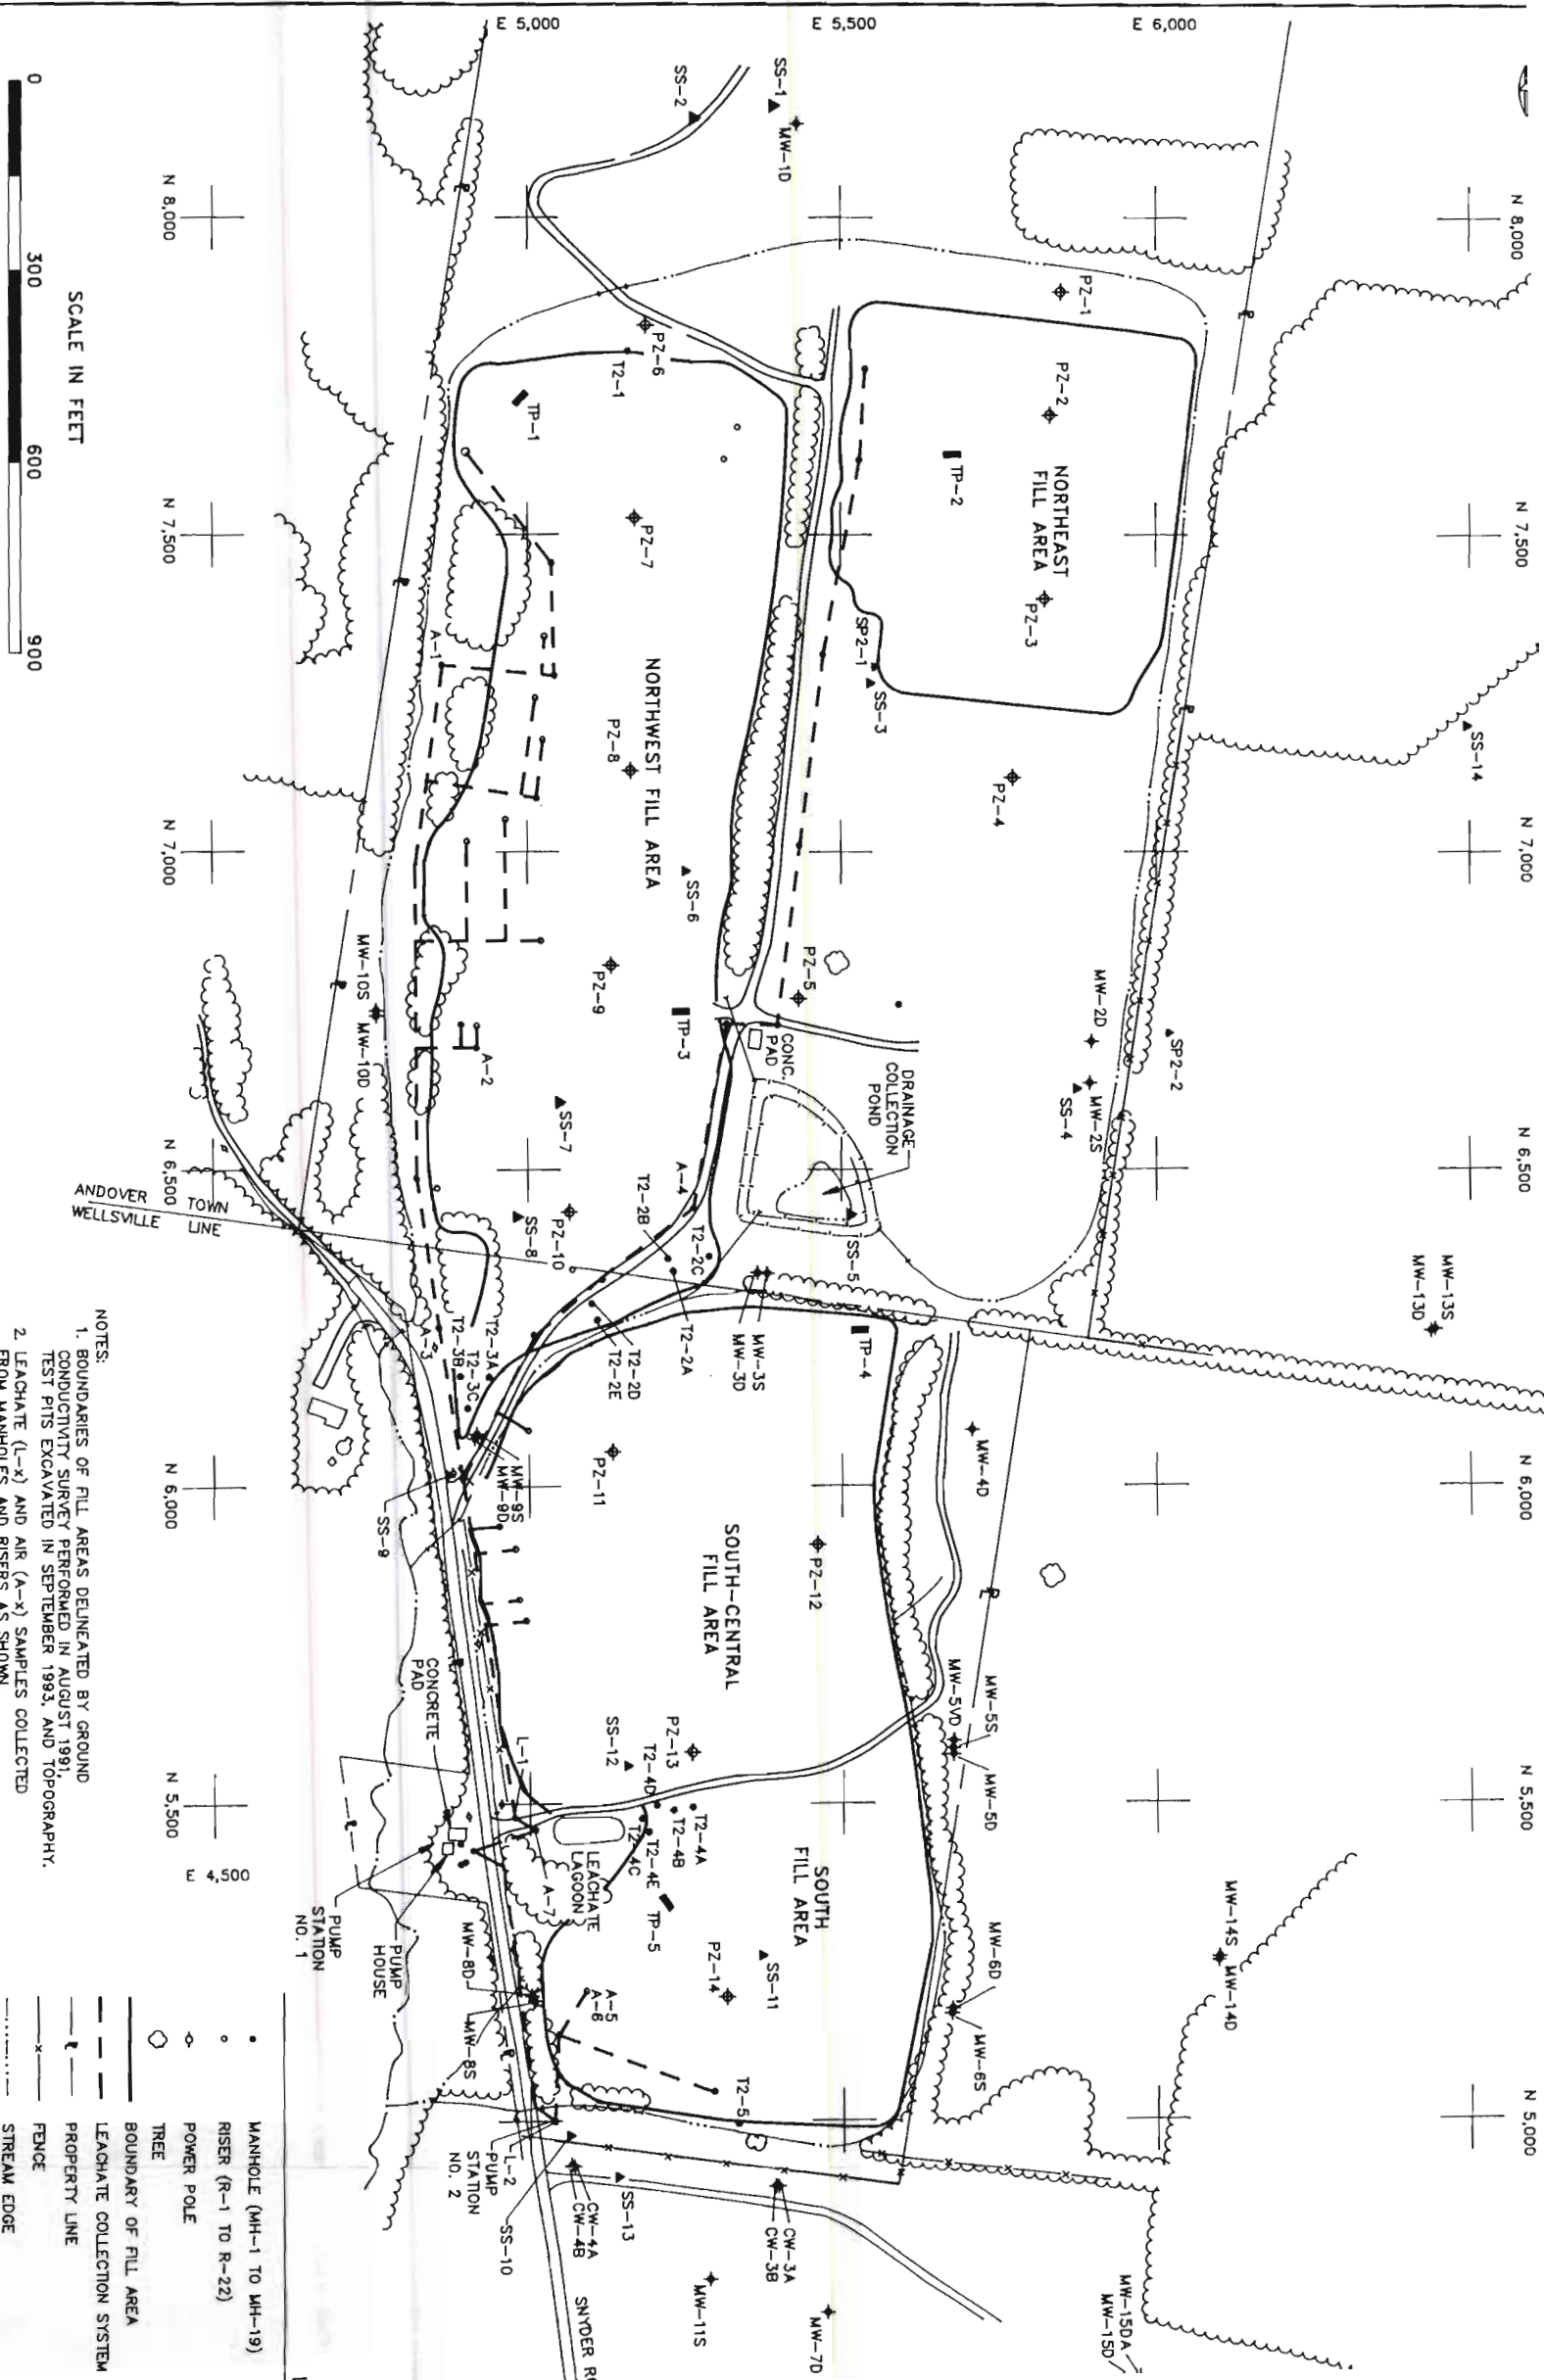 E 5,000
E 5,500
E 6,000
SS-2
SS-1
MW-1D
N 8,000
N 8,000
0
300
600
900
SCALE IN FEET
PZ-1
PZ-6
T2-1
PZ-2
TP-1
TP-2
NORTHEAST
FILL AREA
N 7,500
N 7,500
PZ-7
PZ-3
SP2-1
SS-3
A-1
NORTHWEST FILL AREA
PZ-8
PZ-4
SS-14
N 7,000
N 7,000
SS-6
MW-10S
MW-10D
PZ-9
PZ-5
TP-3
CONC.
PAD
MW-2D
SP2-2
A-2
SS-7
DRAINAGE
COLLECTION
POND
SS-4
MW-2S
N 6,500
N 6,500
A-4
T2-2B
T2-2C
SS-8
PZ-10
SS-5
ANDOVER
WELLSVILLE
TOWN
LINE
MW-13S
MW-13D
A-3
T2-3B
T2-3A
T2-3C
T2-2A
T2-2D
T2-2E
MW-3S
MW-3D
TP-4
MW-4D
PZ-11
MW-9S
MW-9D
N 6,000
N 6,000
SS-9
SOUTH-CENTRAL
FILL AREA
PZ-12
CONCRETE
PAD
L-1
SS-12
PZ-13
T2-4D
MW-5VD
MW-5S
MW-5D
N 5,500
N 5,500
T2-4A
T2-4B
T2-4C
T2-4E
LEACHATE
LAGOON
TP-5
SOUTH
FILL AREA
E 4,500
A-7
PUMP
STATION
NO. 1
PUMP
HOUSE
MW-8D
MW-8S
A-5
A-6
PZ-14
SS-11
MW-6D
MW-6S
MW-14S
MW-14D
T2-5
N 5,000
L-2
PUMP
STATION
NO. 2
SS-10
SS-13
CW-4A
CW-4B
CW-3A
CW-3B
MW-11S
MW-7D
MW-15DA
MW-15D
SNYDER
NOTES:
1. BOUNDARIES OF FILL AREAS DELINEATED BY GROUND
CONDUCTIVITY SURVEY PERFORMED IN AUGUST 1991,
TEST PITS EXCAVATED IN SEPTEMBER 1993, AND TOPOGRAPHY.
2. LEACHATE (L-x) AND AIR (A-x) SAMPLES COLLECTED
FROM MANHOLES AND RISERS AS SHOWN
MANHOLE (MH-1 TO MH-19)
RISER (R-1 TO R-22)
POWER POLE
TREE
BOUNDARY OF FILL AREA
LEACHATE COLLECTION SYSTEM
PROPERTY LINE
FENCE
STREAM EDGE